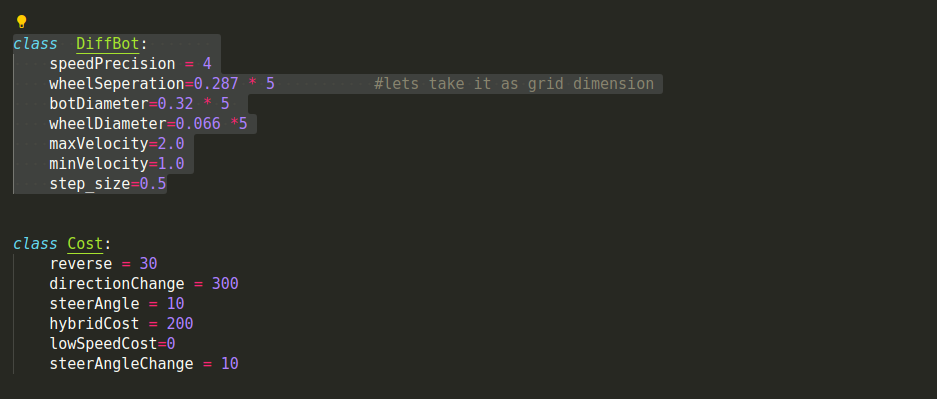 class  DiffBot:
    speedPrecision = 4
    wheelSeperation=0.287 * 5           #lets take it as grid dimension
    botDiameter=0.32 * 5
    wheelDiameter=0.066 *5
    maxVelocity=2.0
    minVelocity=1.0
    step_size=0.5
class Cost:
    reverse = 30
    directionChange = 300
    steerAngle = 10
    hybridCost = 200
    lowSpeedCost=0
    steerAngleChange = 10